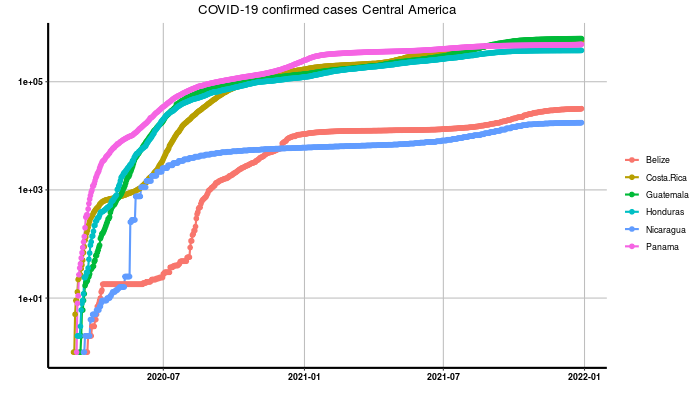 COVID-19 confirmed cases Central America
1e+05
1e+03
1e+01
2020-07
2021-01
2021-07
2022-01
Belize
Costa.Rica
Guatemala
Honduras
Nicaragua
Panama